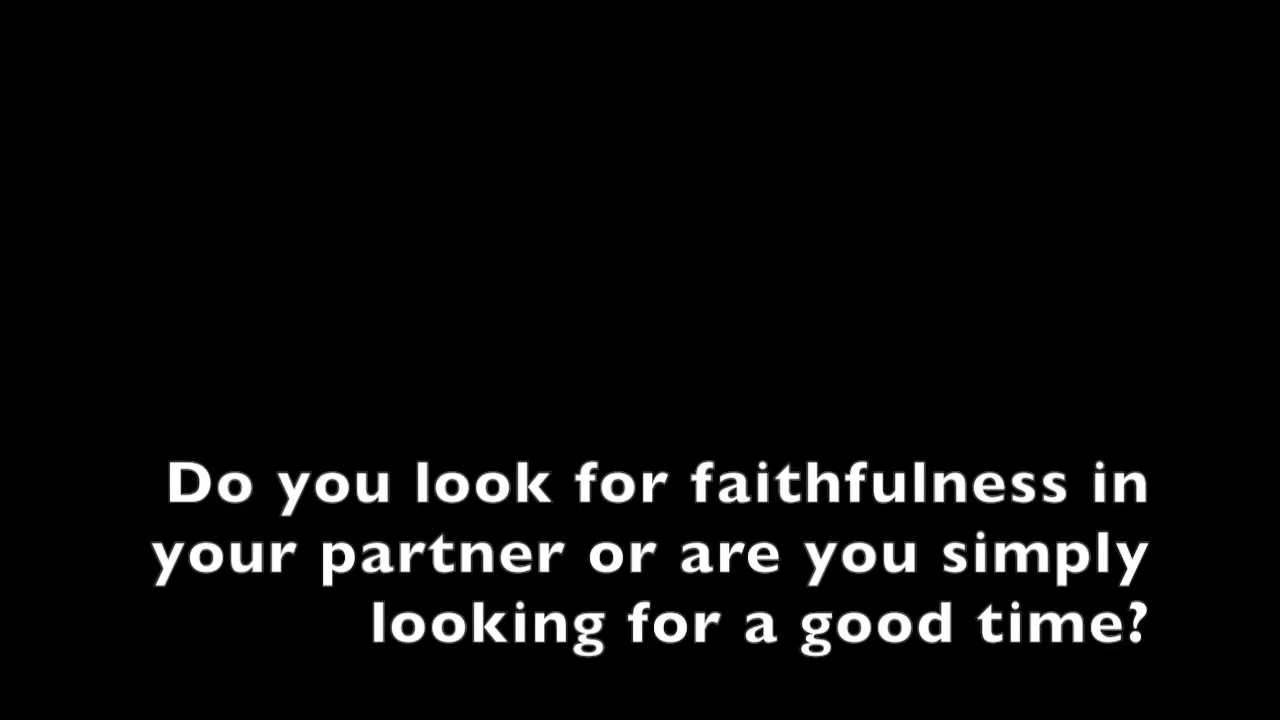 Do you look for faithfulness in
your partner or are you simply
looking for a good time?